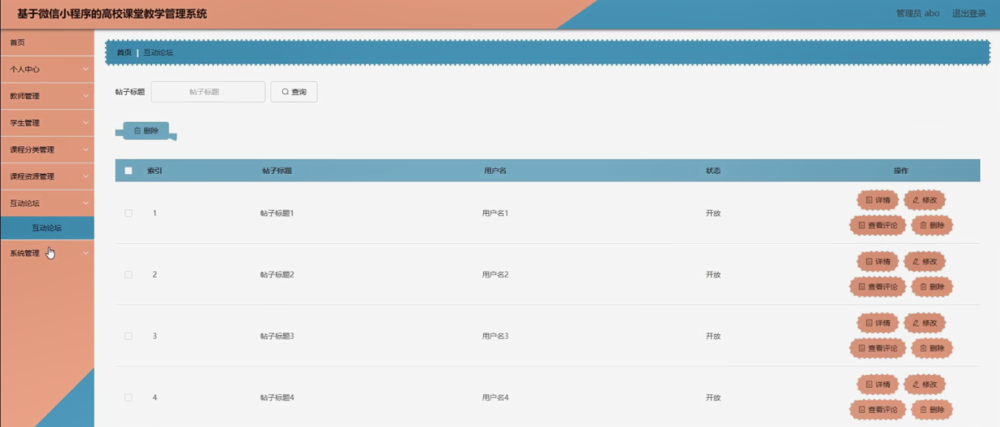 基于微信小程序的高校课堂教学管理系统
管理员 abo 退出登录
首页
个人中心
教师管理
学生管理
课程分类管理
课程资源管理
互动论坛
互动论坛
系统管理
首页 | 互动论坛
帖子标题 帖子标题 查询
删除
索引 帖子标题 用户名 状态 操作
1 帖子标题1 用户名1 开放 详情 修改
查看评论 删除
2 帖子标题2 用户名2 开放 详情 修改
查看评论 删除
3 帖子标题3 用户名3 开放 详情 修改
查看评论 删除
4 帖子标题4 用户名4 开放 详情 修改
查看评论 删除